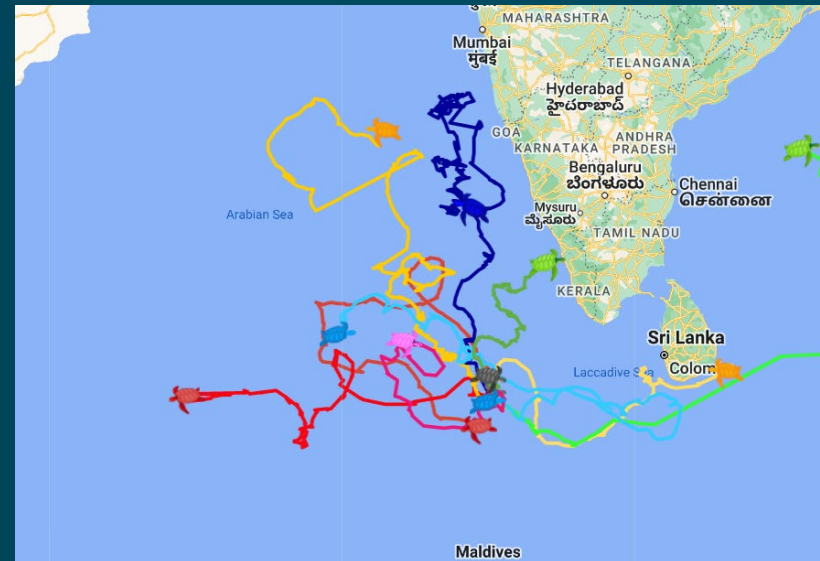 MAHARASHTRA
Mumbai
मुंबई
TELANGANA
Hyderabad
హైదరాబాద్
GOA
KARNATAKA
ANDHRA
PRADESH
Bengaluru
ಬೆಂಗಳೂರು
Chennai
சென்னை
Mysuru
ಮೈಸೂರು
Arabian Sea
TAMIL NADU
KERALA
Sri Lanka
Laccadive Sea
Colom
Maldives